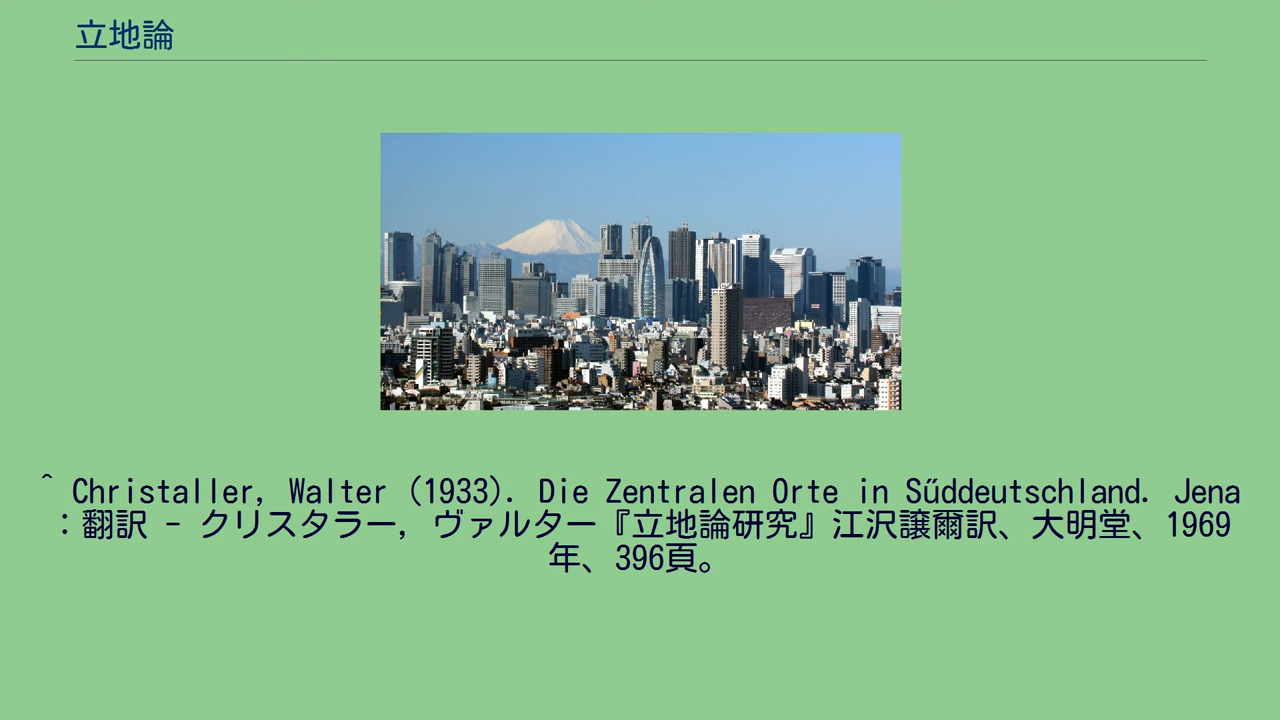 立地論
^ Christaller, Walter (1933). Die Zentralen Orte in Sűddeutschland. Jena
：翻訳 - クリスタラー, ヴァルター『立地論研究』江沢譲爾訳、大明堂、1969
年、396頁。